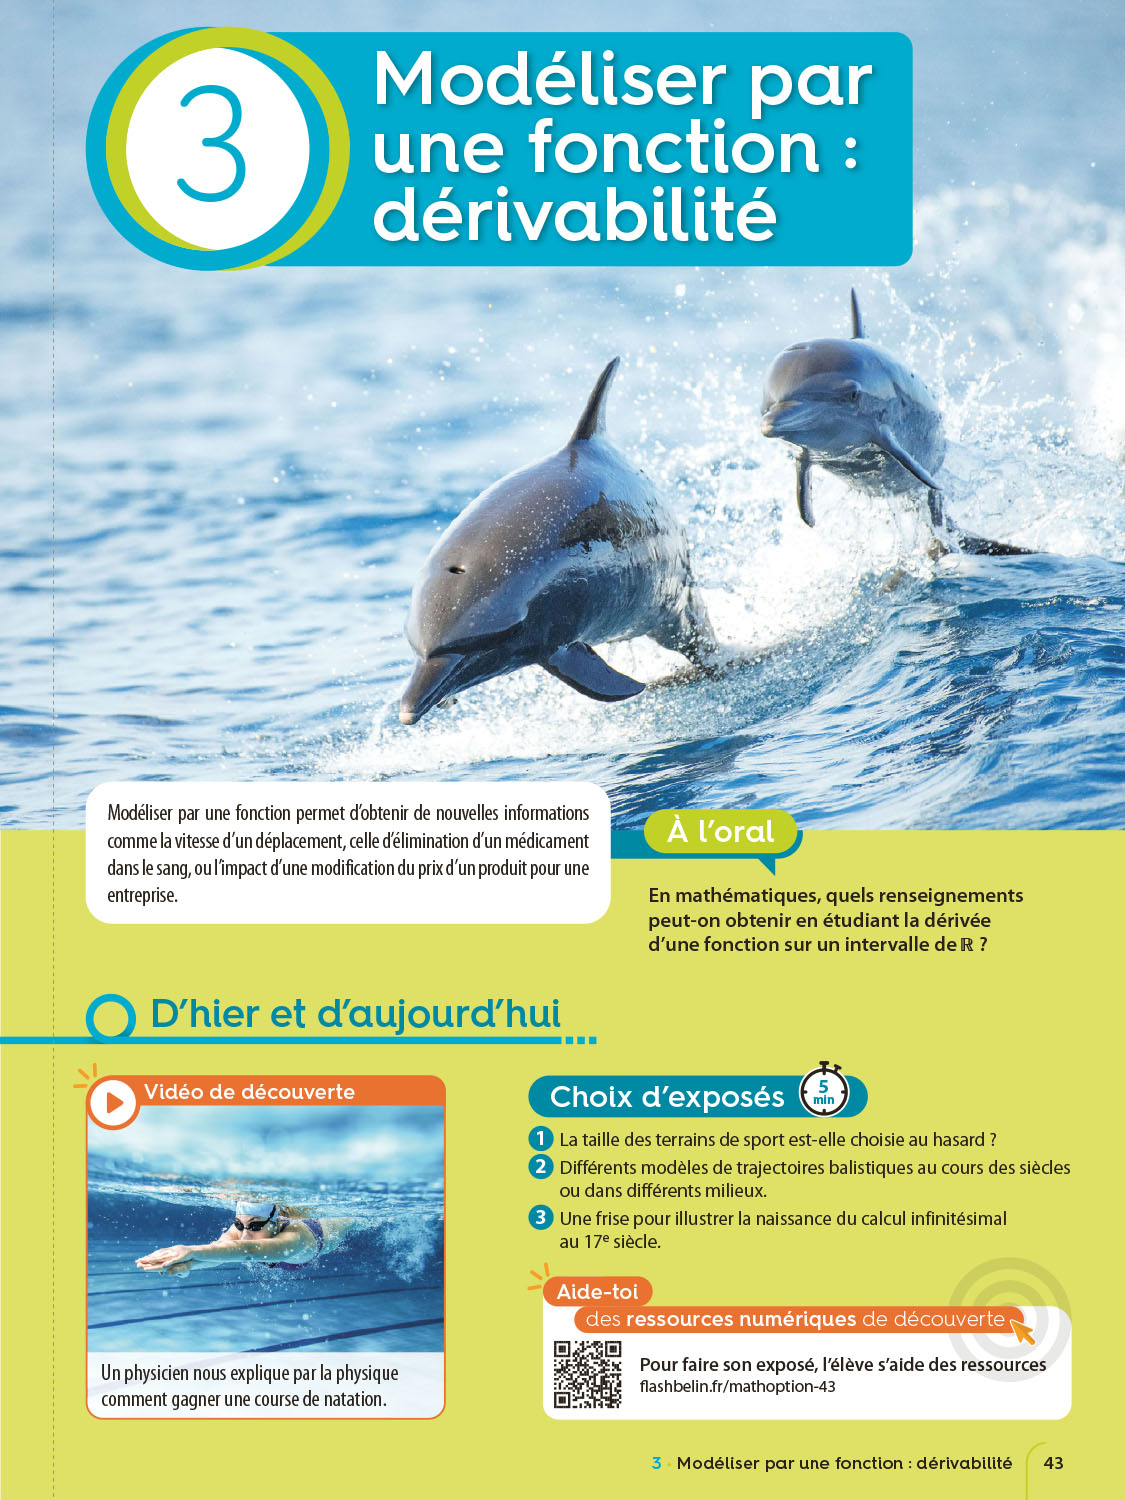 3
Modéliser par
une fonction :
dérivabilité
Modéliser par une fonction permet d’obtenir de nouvelles informations
comme la vitesse d’un déplacement, celle d’élimination d’un médicament
dans le sang, ou l’impact d’une modification du prix d’un produit pour une
entreprise.
À l’oral
En mathématiques, quels renseignements
peut-on obtenir en étudiant la dérivée
d’une fonction sur un intervalle de ℝ ?
D’hier et d’aujourd’hui
Vidéo de découverte
Un physicien nous explique par la physique
comment gagner une course de natation.
Choix d’exposés
5
min
1 La taille des terrains de sport est-elle choisie au hasard ?
2 Différents modèles de trajectoires balistiques au cours des siècles
ou dans différents milieux.
3 Une frise pour illustrer la naissance du calcul infinitésimal
au 17e siècle.
Aide-toi
des ressources numériques de découverte
Pour faire son exposé, l’élève s’aide des ressources
flashbelin.fr/mathoption-43
3 • Modéliser par une fonction : dérivabilité 43